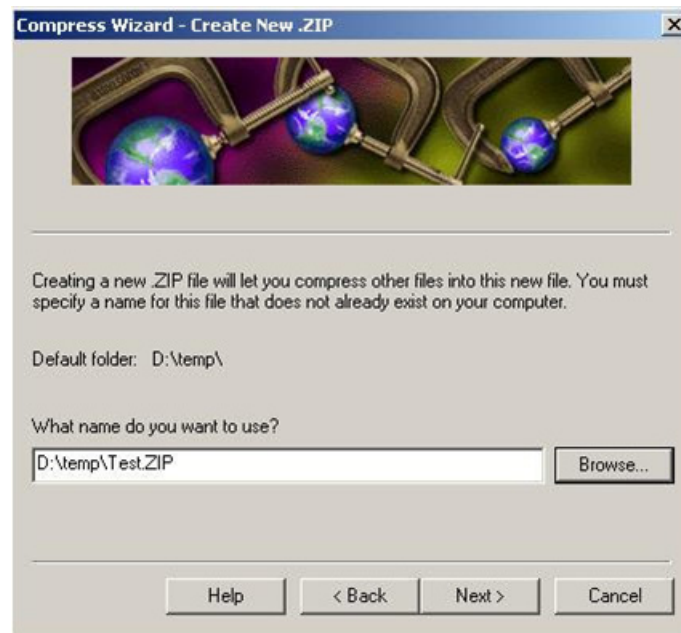 Compress Wizard - Create New .ZIP
Creating a new .ZIP file will let you compress other files into this new file. You must
specify a name for this file that does not already exist on your computer.
Default folder: D:\temp\
What name do you want to use?
D:\temp\Test.ZIP
Browse...
Help
< Back
Next >
Cancel